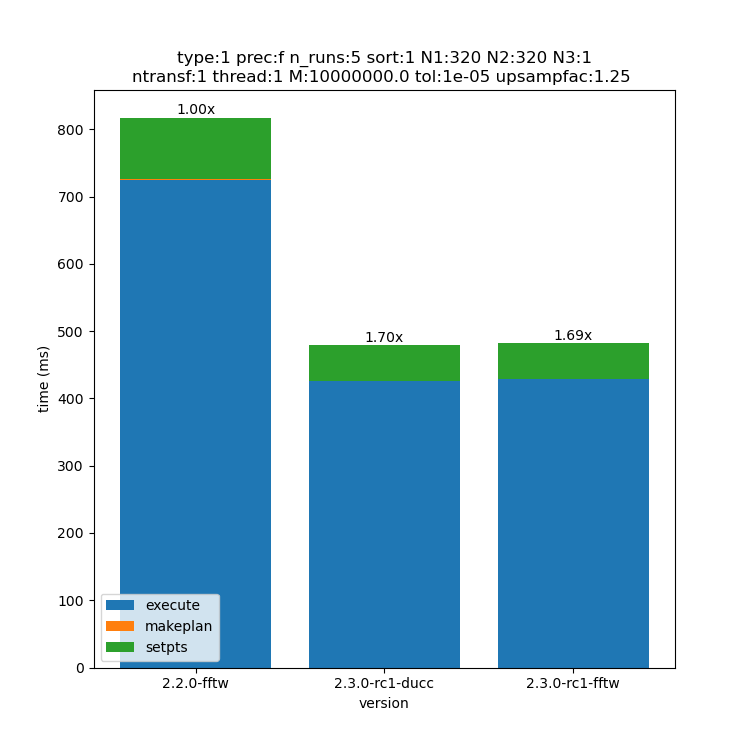 type:1 prec:f n_runs:5 sort:1 N1:320 N2:320 N3:1
ntransf:1 thread:1 M:10000000.0 tol:1e-05 upsampfac:1.25
1.00x
1.70x
1.69x
800
700
600
500
400
300
200
100
0
time (ms)
execute
makeplan
setpts
2.2.0-fftw
2.3.0-rc1-ducc
2.3.0-rc1-fftw
version